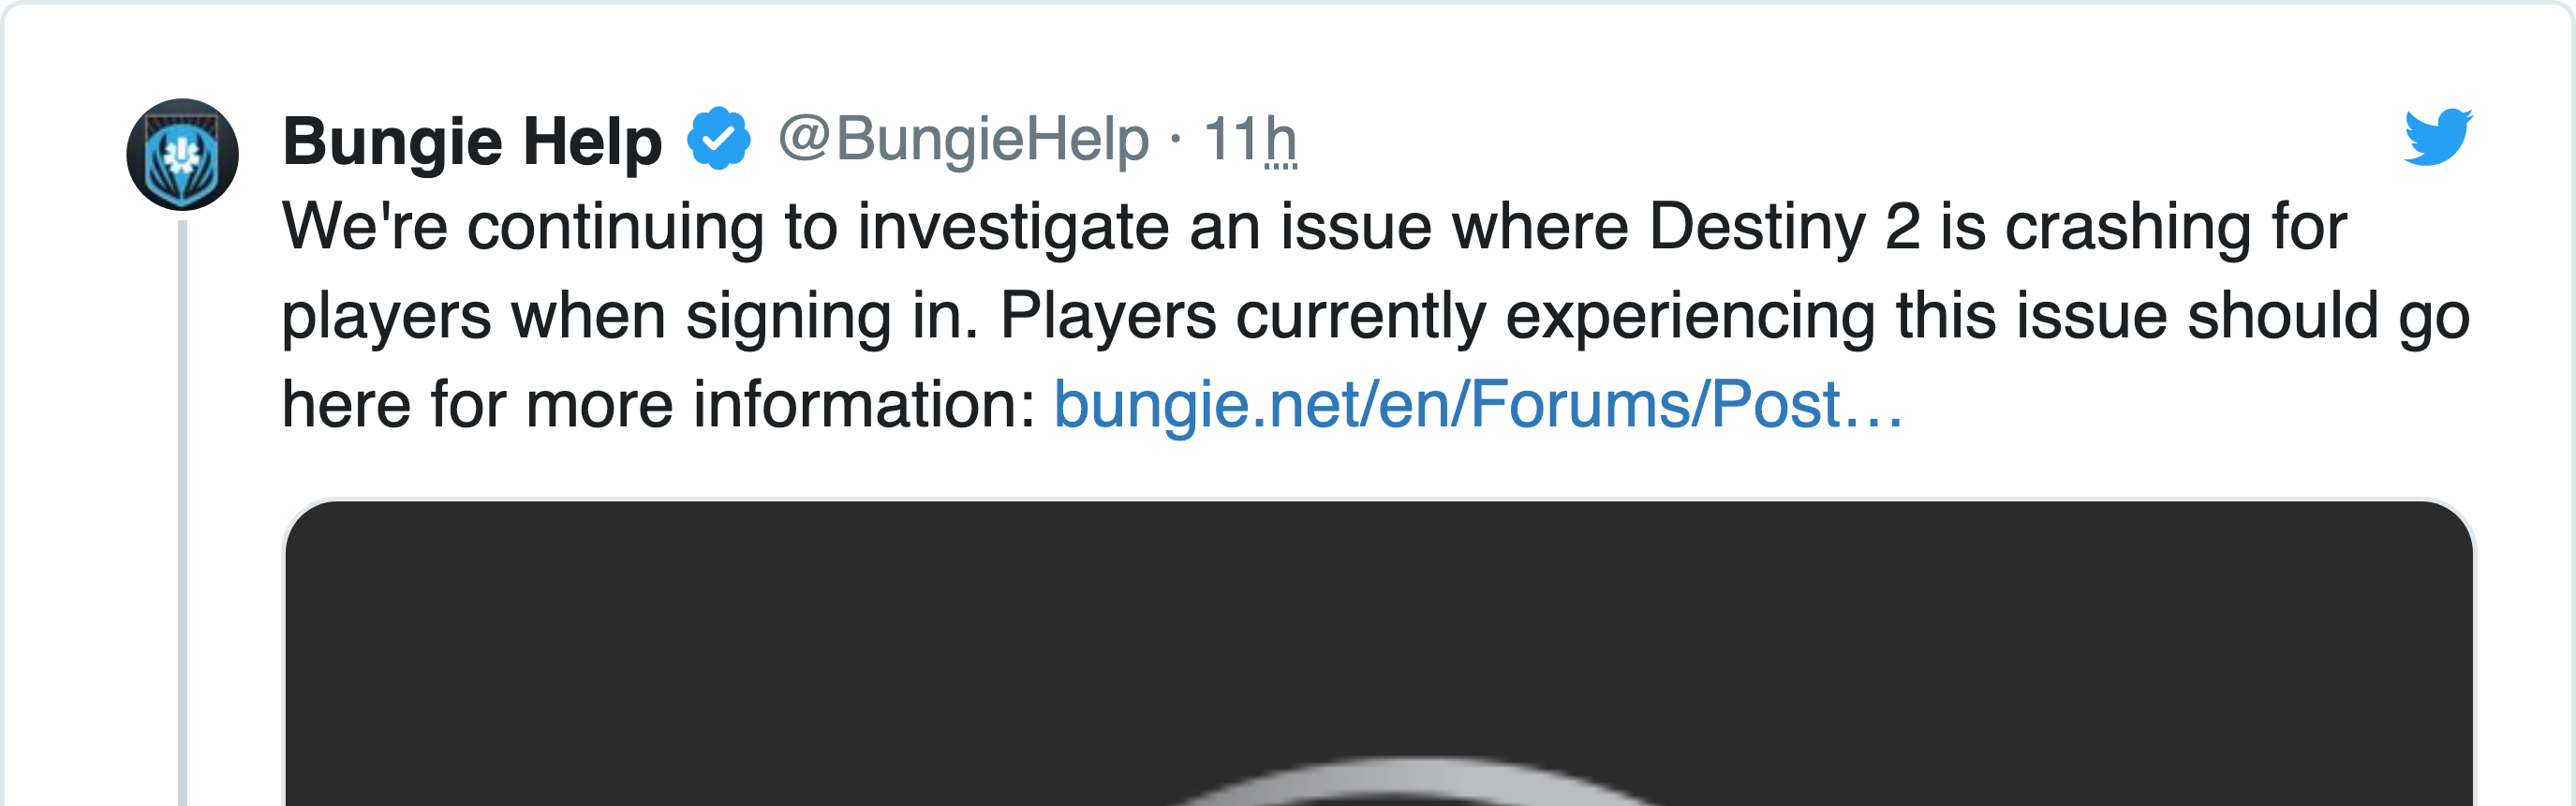 Bungie Help @BungieHelp · 11h
We're continuing to investigate an issue where Destiny 2 is crashing for
players when signing in. Players currently experiencing this issue should go
here for more information: bungie.net/en/Forums/Post…